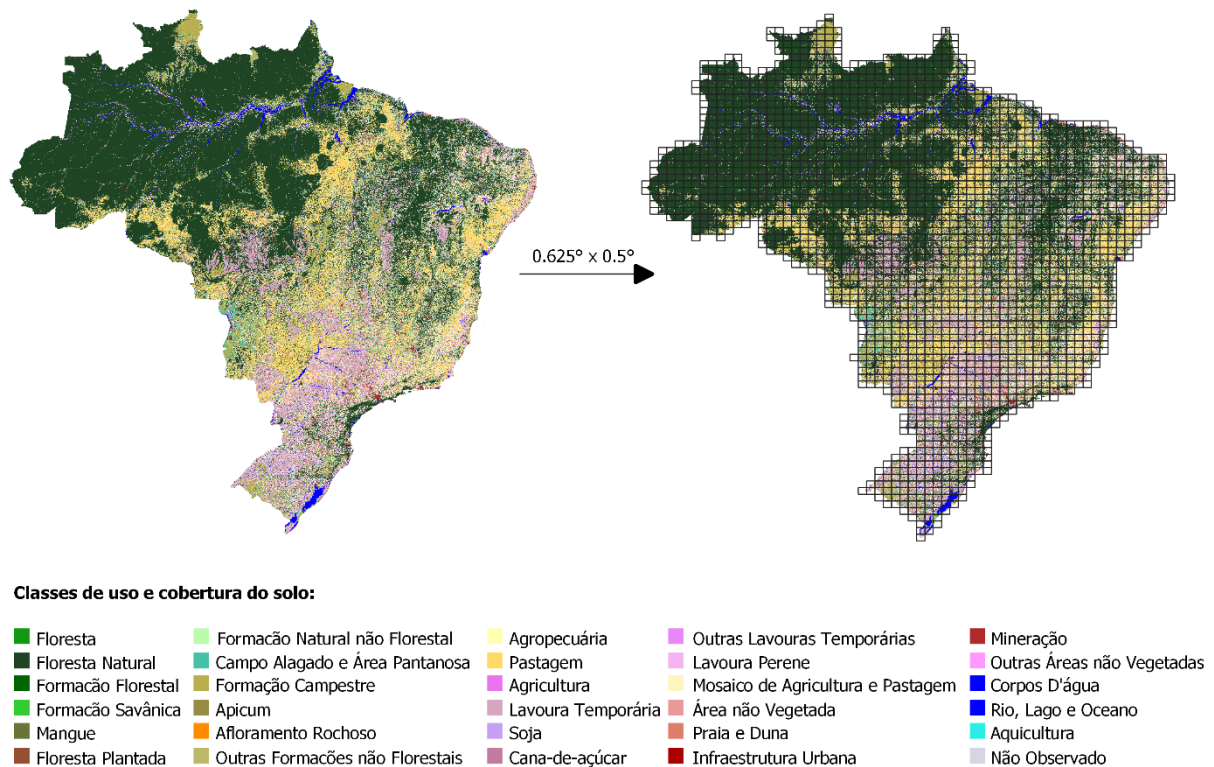 0.625° x 0.5°
Classes de uso e cobertura do solo:
Floresta
Floresta Natural
Formacão Florestal
Formacão Savânica
Mangue
Floresta Plantada
Formacão Natural não Florestal
Campo Alagado e Área Pantanosa
Formação Campestre
Apicum
Afloramento Rochoso
Outras Formacões não Florestais
Agropecuária
Pastagem
Agricultura
Lavoura Temporária
Soja
Cana-de-açúcar
Outras Lavouras Temporárias
Lavoura Perene
Mosaico de Agricultura e Pastagem
Área não Vegetada
Praia e Duna
Infraestrutura Urbana
Mineração
Outras Áreas não Vegetadas
Corpos D'água
Rio, Lago e Oceano
Aquicultura
Não Observado